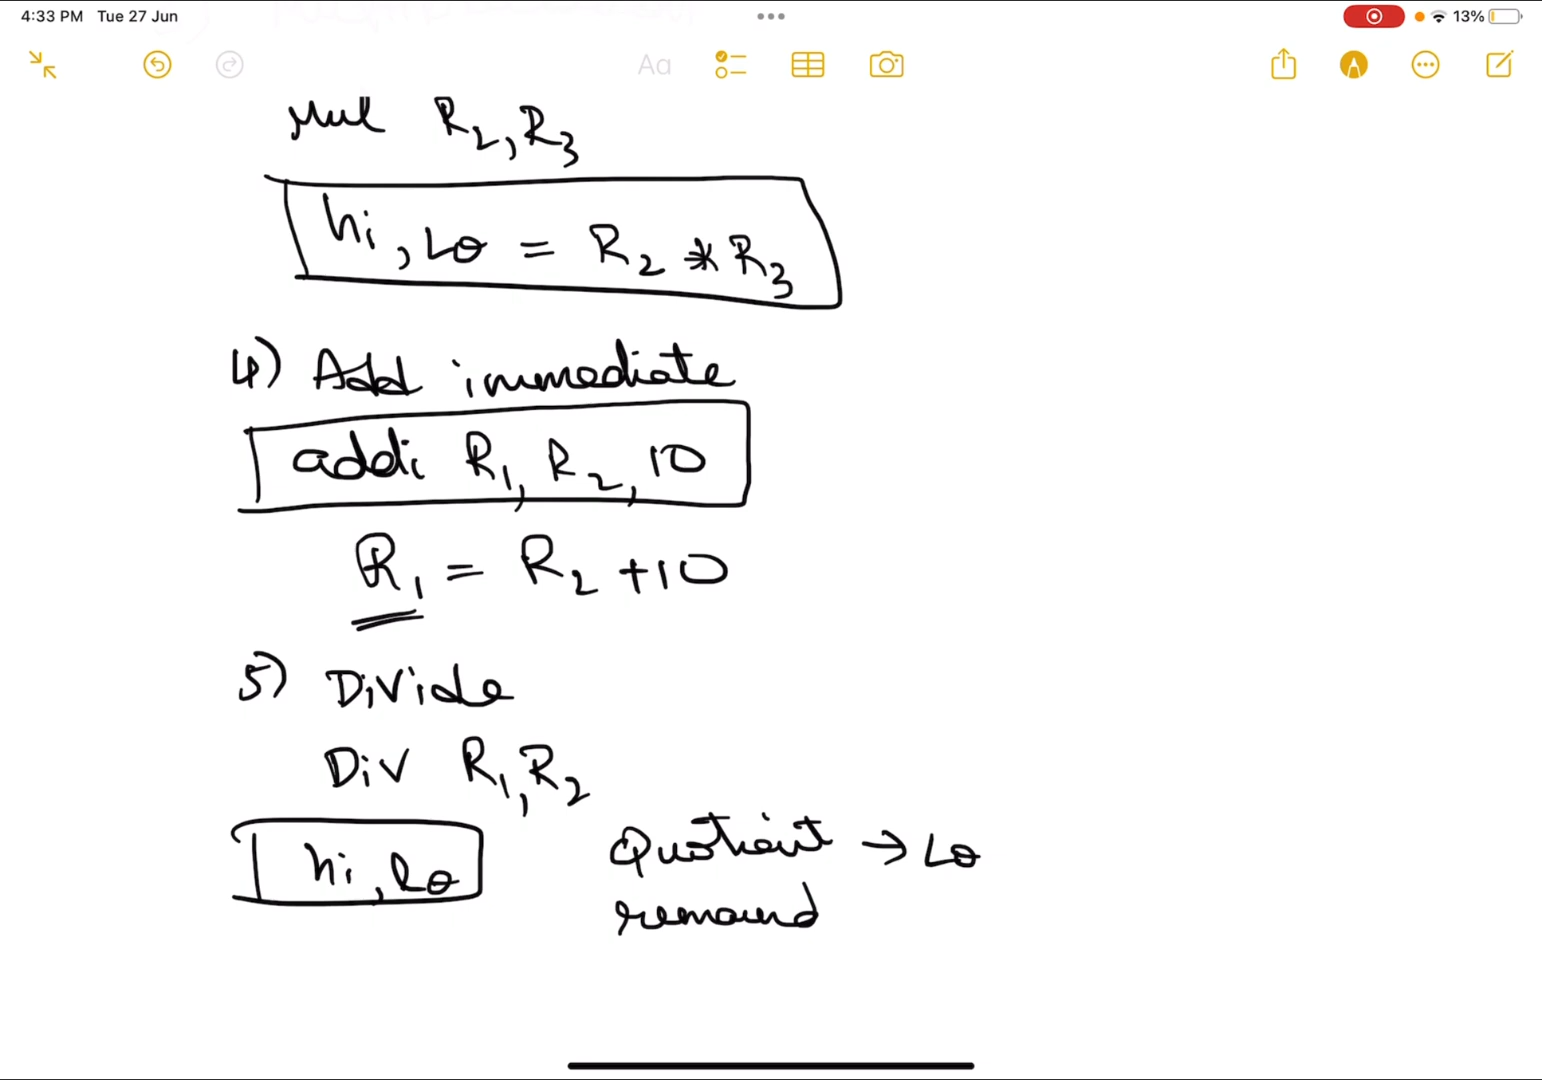 4:33 PM Tue 27 Jun
13%
Aa
Mul R2, R3
hi, Lo = R2 * R3
4) Add immediate
addi R1, R2, 10
R1 = R2 + 10
5) Divide
Div R1, R2
hi, Lo
Quotient → Lo
remaind